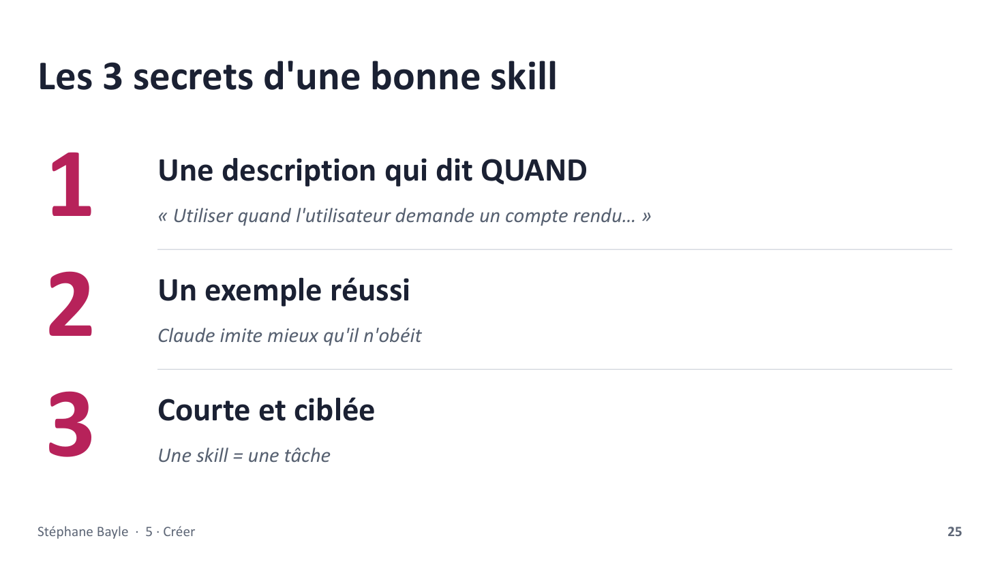 Les 3 secrets d'une bonne skill
1
Une description qui dit QUAND
« Utiliser quand l'utilisateur demande un compte rendu... »
2
Un exemple réussi
Claude imite mieux qu'il n'obéit
3
Courte et ciblée
Une skill = une tâche
Stéphane Bayle · 5 · Créer
25